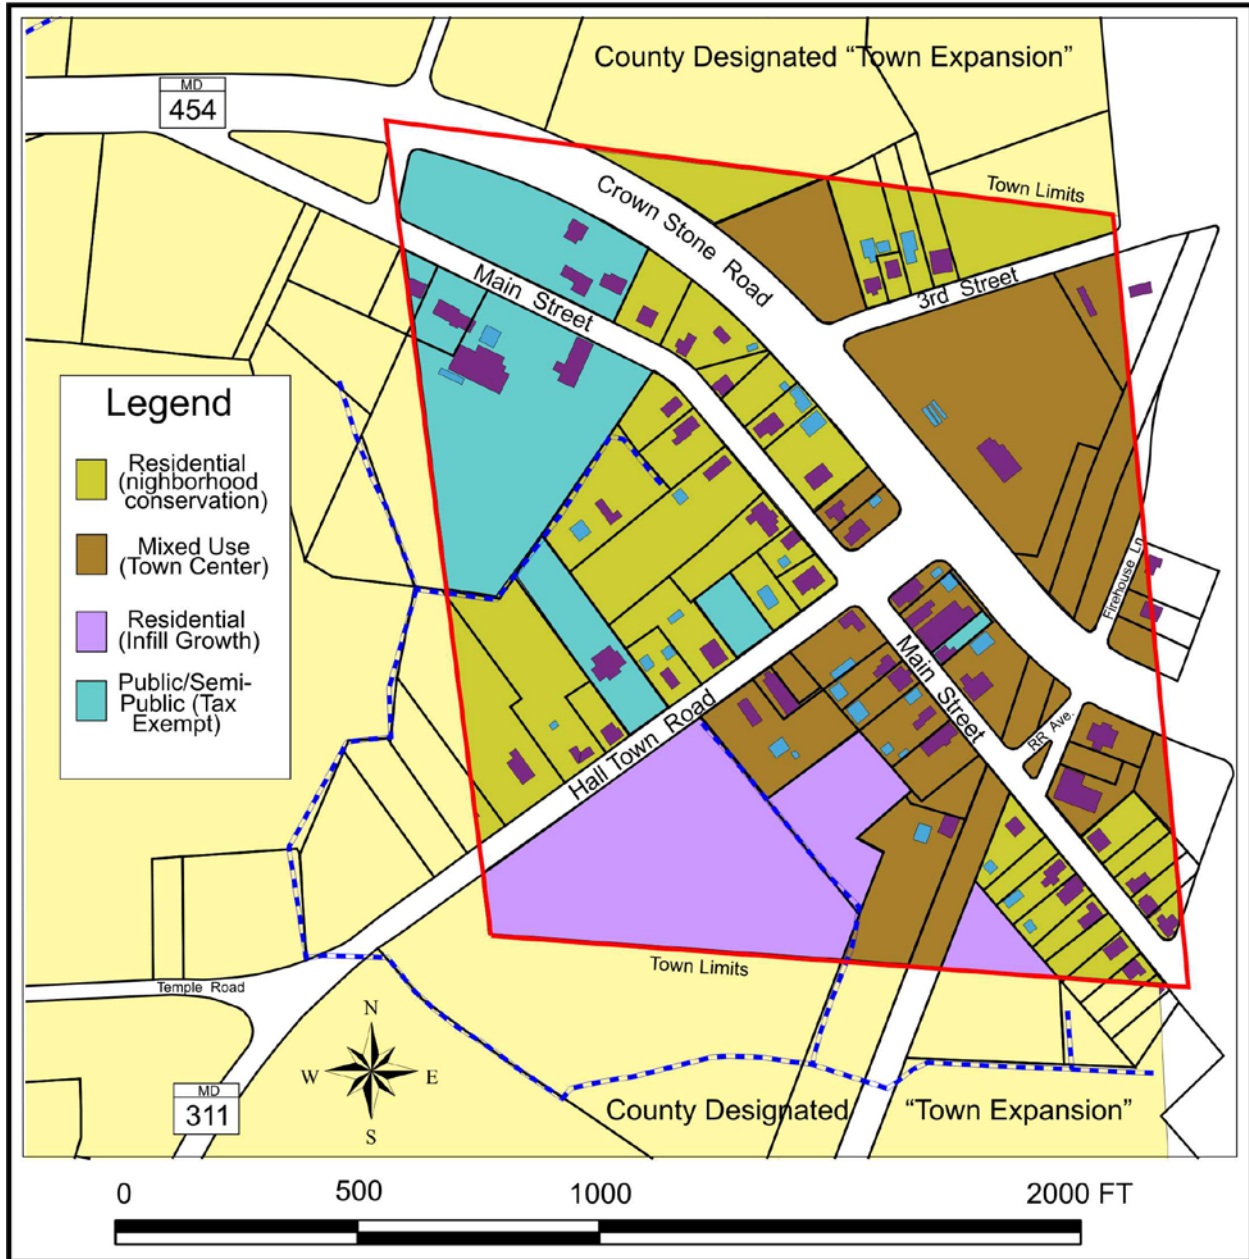 County Designated “Town Expansion”
MD
454
Town Limits
Crown Stone Road
Main Street
3rd Street
Legend
Residential
(nighborhood
conservation)
Mixed Use
(Town Center)
Residential
(Infill Growth)
Public/Semi-
Public (Tax
Exempt)
Firehouse Ln
Main Street
Hall Town Road
RR Ave.
Town Limits
Temple Road
N
W E
S
MD
311
County Designated “Town Expansion”
0 500 1000 2000 FT